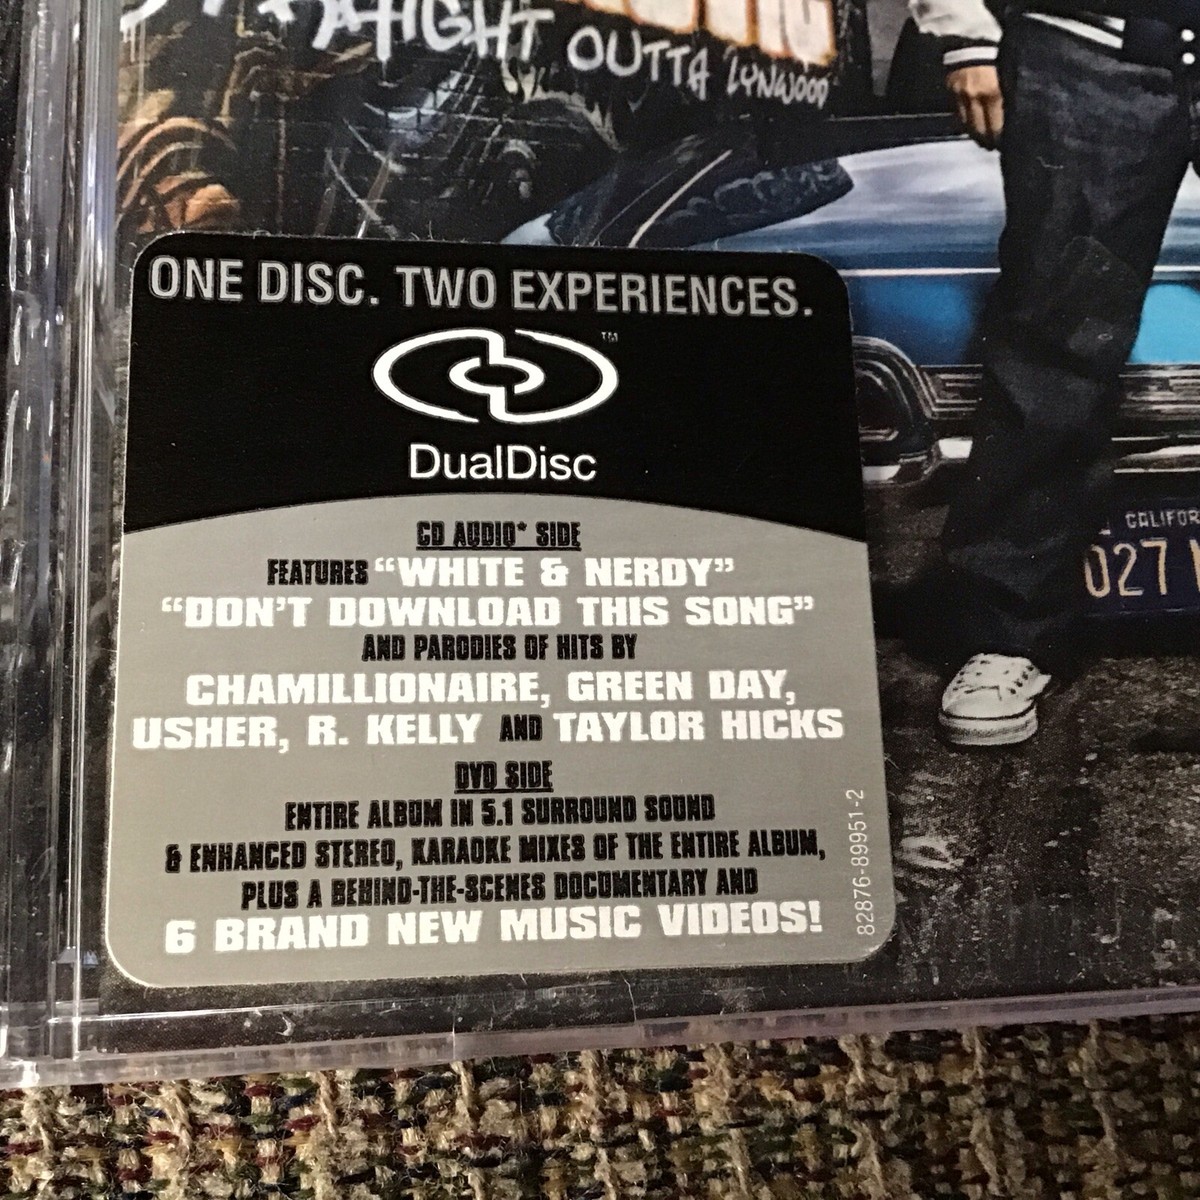 STRAIGHT OUTTA LYNWOOD
ONE DISC. TWO EXPERIENCES.
TM
DualDisc
CD AUDIO* SIDE
FEATURES "WHITE & NERDY"
"DON'T DOWNLOAD THIS SONG"
AND PARODIES OF HITS BY
CHAMILLIONAIRE, GREEN DAY,
USHER, R. KELLY AND TAYLOR HICKS
DVD SIDE
ENTIRE ALBUM IN 5.1 SURROUND SOUND
& ENHANCED STEREO, KARAOKE MIXES OF THE ENTIRE ALBUM,
PLUS A BEHIND-THE-SCENES DOCUMENTARY AND
6 BRAND NEW MUSIC VIDEOS!
82876-89951-2
CALIFOR
027